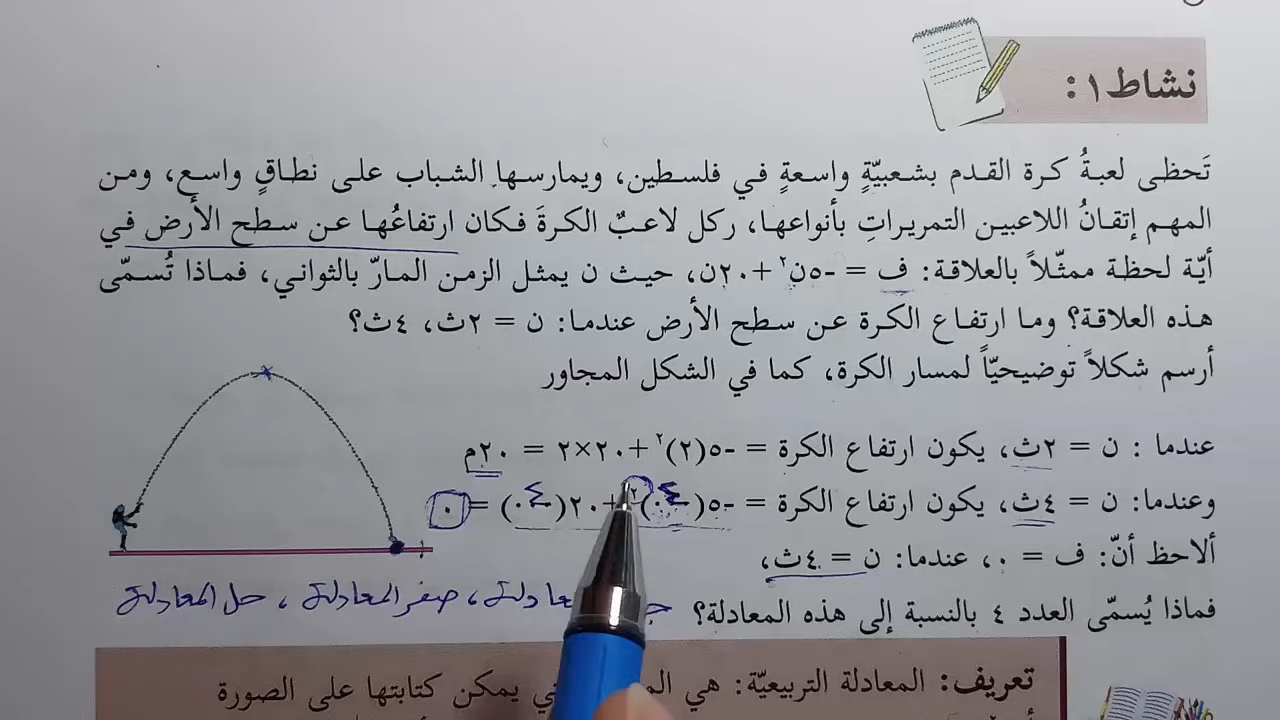 نشاط١:
تَحظى لعبةُ كرة القدم بشعبيّةٍ واسعةٍ في فلسطين، ويمارسها الشباب على نطاقٍ واسع، ومن
المهم إتقانُ اللاعبين التمريراتِ بأنواعها، ركل لاعبٌ الكرةَ فكان ارتفاعُها عن سطح الأرض في
أيّة لحظة ممثّلاً بالعلاقة: ف = -٥ن٢ +٢٠ن، حيث ن يمثل الزمن المارّ بالثواني، فماذا تُسمّى
هذه العلاقة؟ وما ارتفاع الكرة عن سطح الأرض عندما: ن = ٢ث، ٤ث؟
أرسم شكلاً توضيحيّاً لمسار الكرة، كما في الشكل المجاور
عندما : ن = ٢ث، يكون ارتفاع الكرة = -٥(٢)٢ +٢٠×٢ = ٢٠م
وعندما: ن = ٤ث، يكون ارتفاع الكرة = -٥(٤)٢ +٢٠(٤) = ٠
ألاحظ أنّ: ف = ٠، عندما: ن = ٤ث،
فماذا يُسمّى العدد ٤ بالنسبة إلى هذه المعادلة؟ صفر المعادلة ، حل المعادلة
تعريف: المعادلة التربيعيّة: هي يمكن كتابتها على الصورة